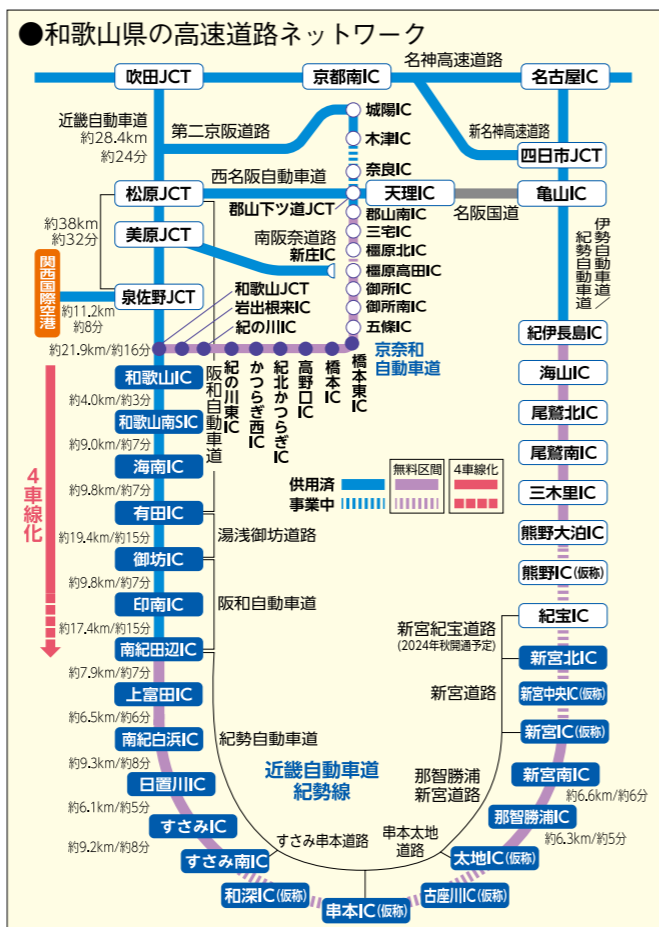 ●和歌山県の高速道路ネットワーク
名神高速道路
吹田JCT
京都南IC
名古屋IC
近畿自動車道
約28.4km
約24分
第二京阪道路
城陽IC
木津IC
奈良IC
新名神高速道路
四日市JCT
西名阪自動車道
松原JCT
郡山下ツ道JCT
天理IC
亀山IC
名阪国道
約38km
約32分
美原JCT
南阪奈道路
新庄IC
郡山南IC
三宅IC
橿原北IC
橿原高田IC
御所IC
御所南IC
五條IC
伊勢自動車道/
紀勢自動車道
関西国際空港
泉佐野JCT
約11.2km
約8分
和歌山JCT
岩出根来IC
紀の川IC
約21.9km/約16分
京奈和
自動車道
紀の川東IC
かつらぎ西IC
紀北かつらぎIC
高野口IC
橋本IC
橋本東IC
阪和自動車道
和歌山IC
約4.0km/約3分
和歌山南SIC
約9.0km/約7分
海南IC
約9.8km/約7分
有田IC
約19.4km/約15分
湯浅御坊道路
御坊IC
約9.8km/約7分
印南IC
阪和自動車道
約17.4km/約15分
南紀田辺IC
約7.9km/約7分
上富田IC
約6.5km/約6分
南紀白浜IC
紀勢自動車道
約9.3km/約8分
日置川IC
約6.1km/約5分
すさみIC
約9.2km/約8分
すさみ南IC
すさみ串本道路
和深IC(仮称)
串本IC(仮称)
古座川IC(仮称)
串本太地
道路
太地IC(仮称)
約6.3km/約5分
那智勝浦IC
約6.6km/約6分
新宮南IC
那智勝浦
新宮道路
新宮IC(仮称)
新宮中央IC(仮称)
新宮道路
新宮北IC
新宮紀宝道路
(2024年秋開通予定)
紀宝IC
熊野IC(仮称)
熊野大泊IC
三木里IC
尾鷲南IC
尾鷲北IC
海山IC
紀伊長島IC
近畿自動車道
紀勢線
4車線化
無料区間
4車線化
供用済
事業中